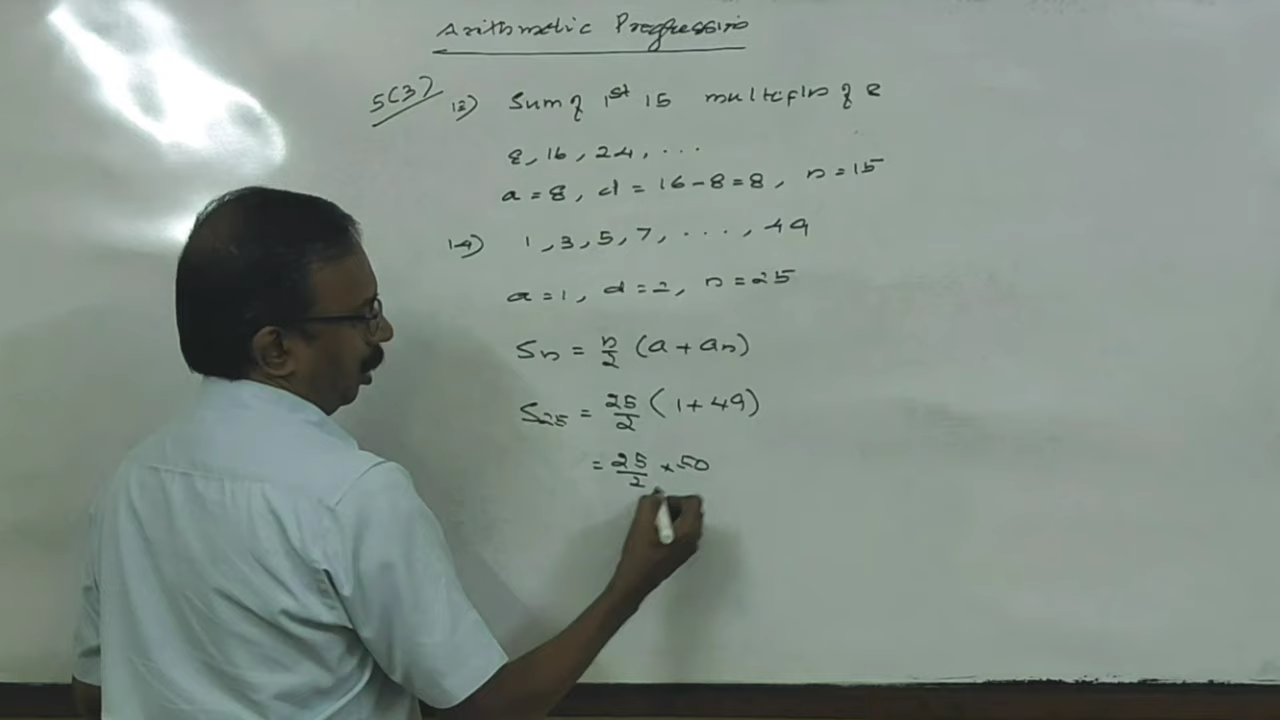 Arithmetic Progressio
5(3) 13) Sum of 1st 15 multiples of 8
8, 16, 24, ...
a = 8, d = 16 - 8 = 8, n = 15
14) 1, 3, 5, 7, ..., 49
a = 1, d = 2, n = 25
Sn = n/2 (a + an)
S25 = 25/2 (1 + 49)
= 25/2 × 50